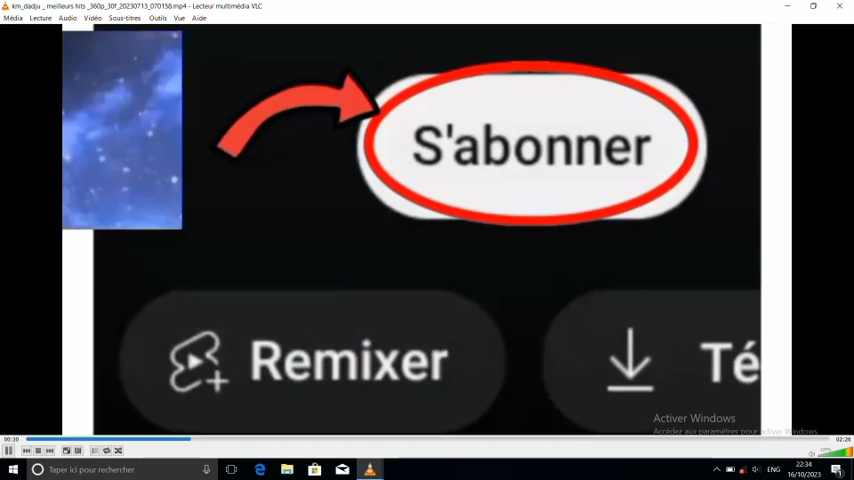 km_dadju _ meilleurs hits _360p_30f_20230713_070158.mp4 - Lecteur multimédia VLC
Média Lecture Audio Vidéo Sous-titres Outils Vue Aide
S'abonner
Remixer
Té
Activer Windows
Accédez aux paramètres pour activer Windows.
00:30
02:26
125%
Taper ici pour rechercher
ENG
22:34
16/10/2023
1